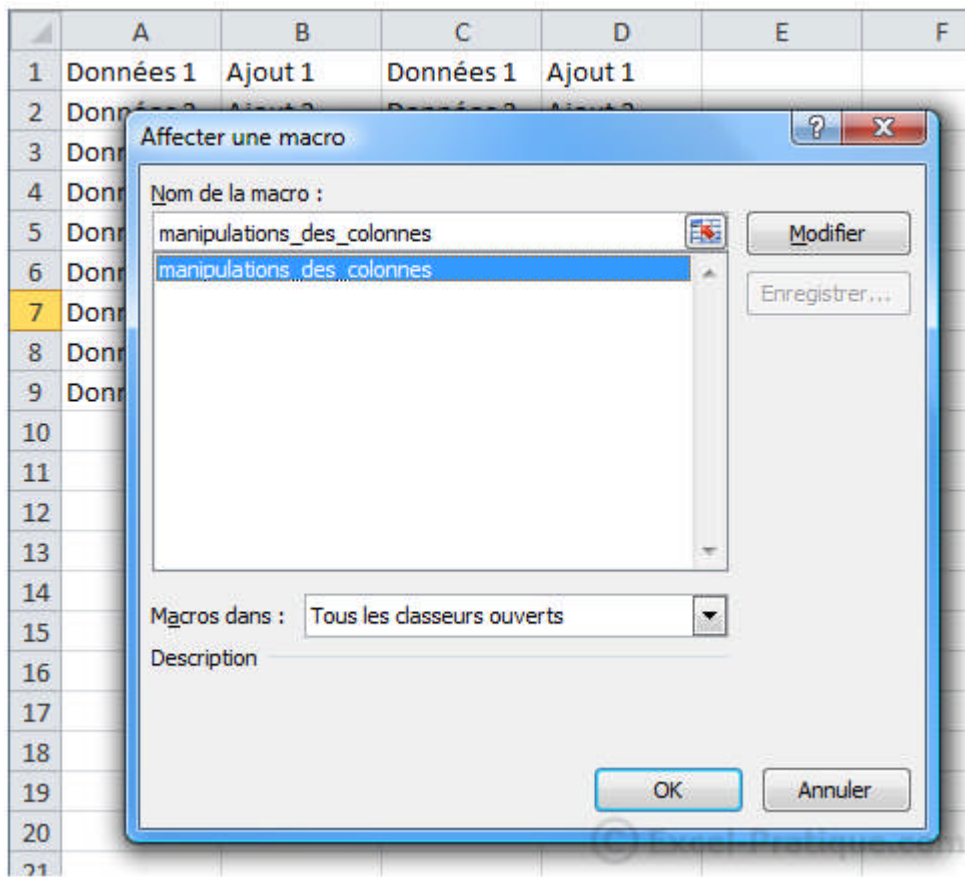 A B C D E F
1 Données 1 Ajout 1 Données 1 Ajout 1
2
3
4
5
6
7
8
9
10
11
12
13
14
15
16
17
18
19
20
21
Affecter une macro
Nom de la macro :
manipulations_des_colonnes
Modifier
manipulations_des_colonnes
Enregistrer...
Macros dans : Tous les classeurs ouverts
Description
OK Annuler
© Excel-Pratique.com